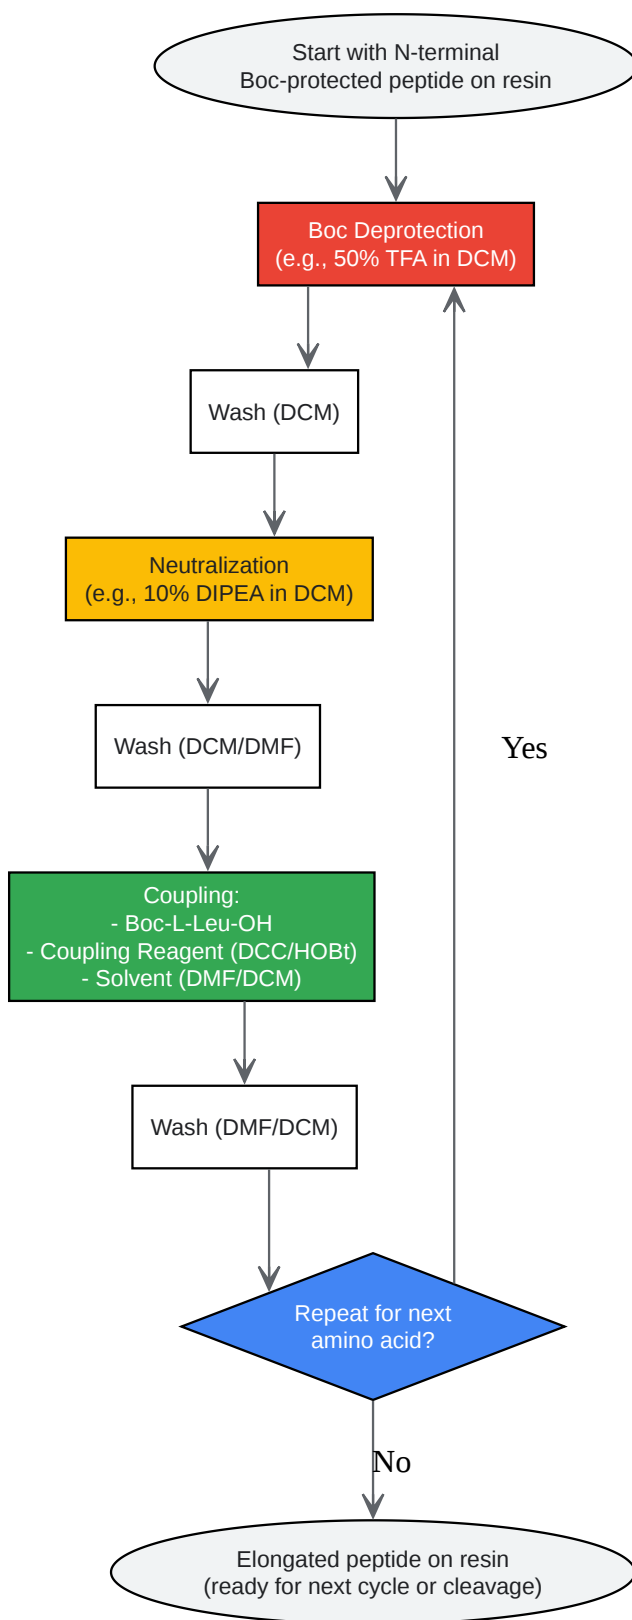 Start with N-terminal
Boc-protected peptide on resin
Boc Deprotection
(e.g., 50% TFA in DCM)
Wash (DCM)
Neutralization
(e.g., 10% DIPEA in DCM)
Wash (DCM/DMF)
Yes
Coupling:
- Boc-L-Leu-OH
- Coupling Reagent (DCC/HOBt)
- Solvent (DMF/DCM)
Wash (DMF/DCM)
Repeat for next
amino acid?
No
Elongated peptide on resin
(ready for next cycle or cleavage)